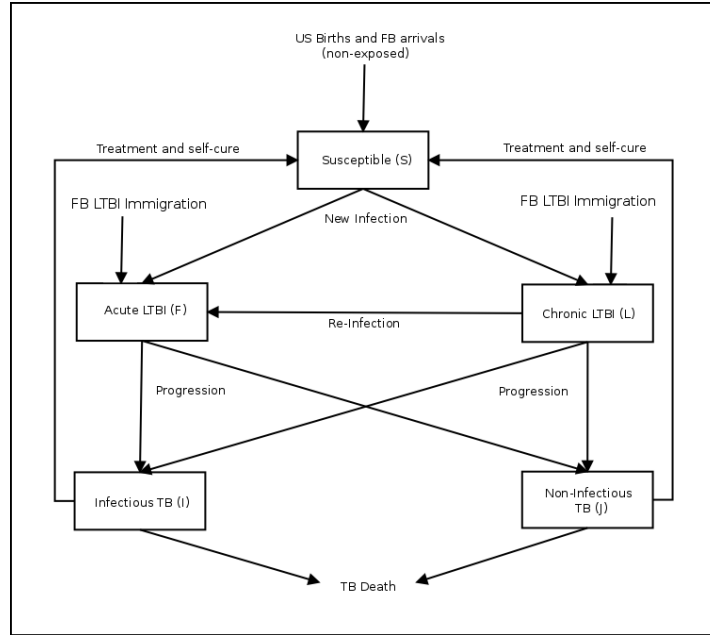 US Births and FB arrivals
(non-exposed)
Treatment and self-cure
Treatment and self-cure
Susceptible (S)
FB LTBI Immigration
FB LTBI Immigration
New Infection
Acute LTBI (F)
Chronic LTBI (L)
Re-Infection
Progression
Progression
Infectious TB (I)
Non-Infectious
TB (J)
TB Death